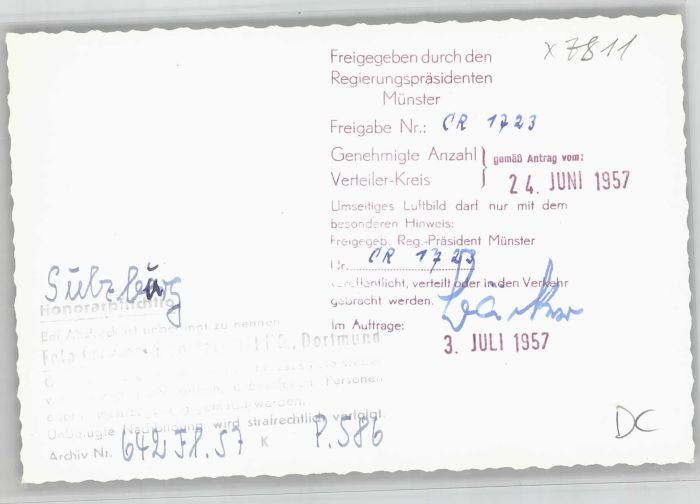 x 7811
Freigegeben durch den
Regierungspräsidenten
Münster
Freigabe Nr.: CR 1723
Genehmigte Anzahl } gemäß Antrag vom:
Verteiler-Kreis 24. JUNI 1957
Umseitiges Luftbild darf nur mit dem
besonderen Hinweis:
Freigegeb. Reg.-Präsident Münster
Nr. CR 1723
veröffentlicht, verteilt oder in den Verkehr
gebracht werden.
Im Auftrage:
3. JULI 1957
Sulzburg
Honorarpflichtig
Bei Abdruck ist unbedingt zu nennen
Foto Dortmund
Personen
werden.
Unbefugte Nachbildung wird strafrechtlich verfolgt.
Archiv Nr. 642 Fl. 57 K P. 586
DC